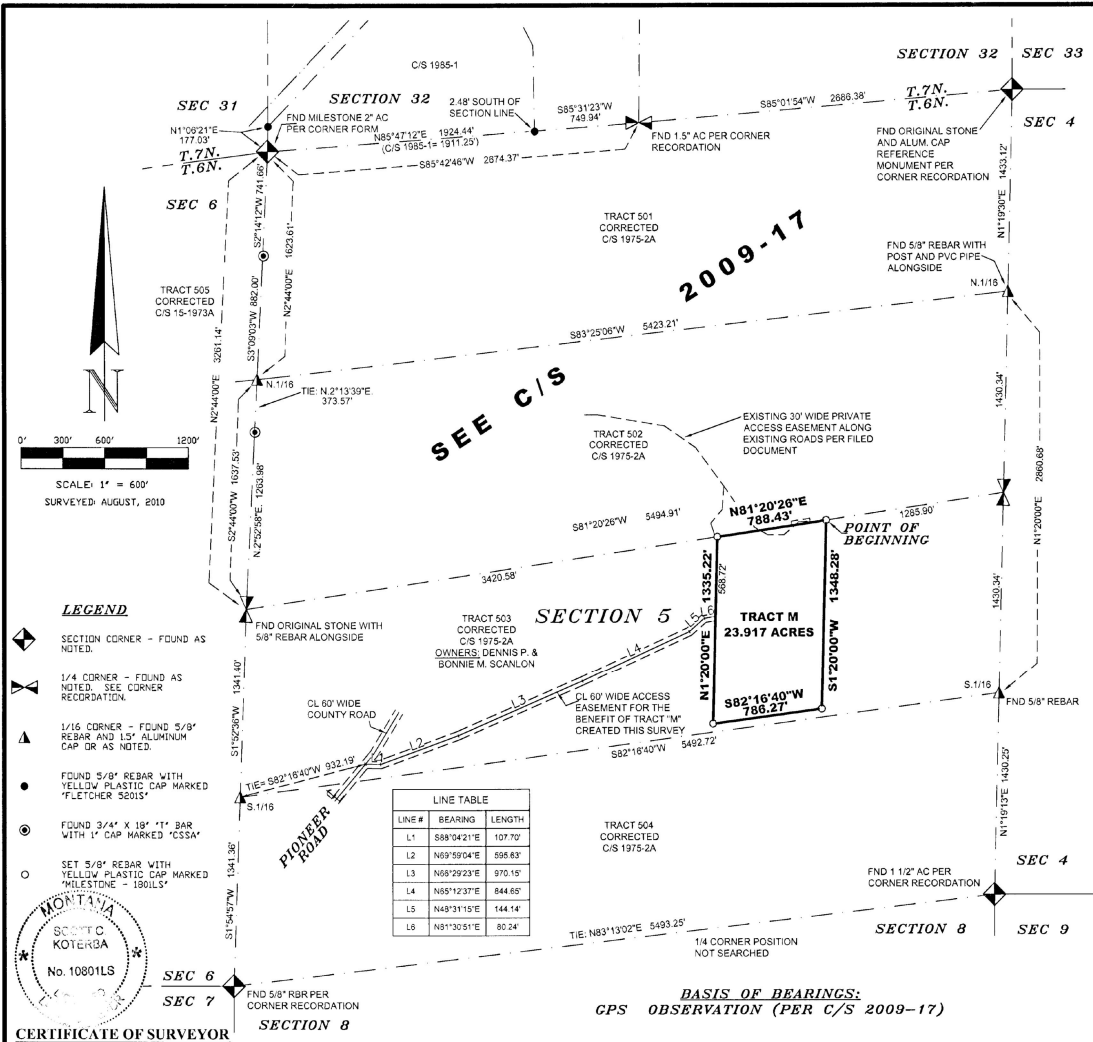 C/S 1985-1
SECTION 32
SEC 33
SEC 31
SECTION 32
2.48' SOUTH OF
SECTION LINE
S85°31'23"W
749.94'
S85°01'54"W 2686.38'
T.7N.
T.6N.
N1°06'21"E
177.03'
FND MILESTONE 2" AC
PER CORNER FORM
N85°47'12"E 1924.44'
(C/S 1985-1= 1911.25')
FND 1.5" AC PER CORNER
RECORDATION
SEC 4
FND ORIGINAL STONE
AND ALUM. CAP
REFERENCE
MONUMENT PER
CORNER RECORDATION
T.7N.
T.6N.
S85°42'46"W 2674.37'
SEC 6
S2°14'12"W 741.66'
N2°44'00"E 1623.61'
N1°19'30"E 1433.12'
TRACT 501
CORRECTED
C/S 1975-2A
2009-17
FND 5/8" REBAR WITH
POST AND PVC PIPE
ALONGSIDE
N.1/16
TRACT 505
CORRECTED
C/S 15-1973A
N2°44'00"E 3261.14'
S3°09'03"W 882.00'
S83°25'06"W 5423.21'
N
N.1/16
TIE: N.2°13'39"E.
373.57'
SEE C/S
1430.34'
0' 300' 600' 1200'
SCALE: 1" = 600'
SURVEYED: AUGUST, 2010
S2°44'00"W 1637.53'
N.2°52'58"E 1263.98'
TRACT 502
CORRECTED
C/S 1975-2A
EXISTING 30' WIDE PRIVATE
ACCESS EASEMENT ALONG
EXISTING ROADS PER FILED
DOCUMENT
N1°20'00"E 2860.68'
S81°20'26"W 5494.91'
N81°20'26"E
788.43'
1285.90'
POINT OF
BEGINNING
3420.58'
1430.34'
LEGEND
SECTION CORNER - FOUND AS
NOTED.
1/4 CORNER - FOUND AS
NOTED. SEE CORNER
RECORDATION.
1/16 CORNER - FOUND 5/8"
REBAR AND 1.5" ALUMINUM
CAP OR AS NOTED.
FOUND 5/8" REBAR WITH
YELLOW PLASTIC CAP MARKED
"FLETCHER 5201S"
FOUND 3/4" X 18" "T" BAR
WITH 1" CAP MARKED "CSSA"
SET 5/8" REBAR WITH
YELLOW PLASTIC CAP MARKED
"MILESTONE - 10801LS"
FND ORIGINAL STONE WITH
5/8" REBAR ALONGSIDE
TRACT 503
CORRECTED
C/S 1975-2A
OWNERS: DENNIS P. &
BONNIE M. SCANLON
SECTION 5
N1°20'00"E 1335.22'
568.72'
TRACT M
23.917 ACRES
S1°20'00"W 1348.28'
S82°16'40"W
786.27'
L5 L6
L4
L3
L2
L1
S.1/16
FND 5/8" REBAR
S1°52'36"W 1341.40'
CL 60' WIDE
COUNTY ROAD
CL 60' WIDE ACCESS
EASEMENT FOR THE
BENEFIT OF TRACT "M"
CREATED THIS SURVEY
S82°16'40"W 5492.72'
TIE= S82°16'40"W 932.19'
S.1/16
PIONEER
ROAD
LINE TABLE
LINE # BEARING LENGTH
L1 S88°04'21"E 107.70'
L2 N69°59'04"E 595.63'
L3 N66°29'23"E 970.15'
L4 N65°12'37"E 844.65'
L5 N48°31'15"E 144.14'
L6 N81°30'51"E 80.24'
N1°19'13"E 1430.25'
TRACT 504
CORRECTED
C/S 1975-2A
SEC 4
FND 1 1/2" AC PER
CORNER RECORDATION
S1°54'57"W 1341.36'
MONTANA
SCOTT C
KOTERBA
No. 10801LS
TIE: N83°13'02"E 5493.25'
1/4 CORNER POSITION
NOT SEARCHED
SECTION 8
SEC 9
SEC 6
SEC 7
FND 5/8" RBR PER
CORNER RECORDATION
SECTION 8
BASIS OF BEARINGS:
GPS OBSERVATION (PER C/S 2009-17)
CERTIFICATE OF SURVEYOR